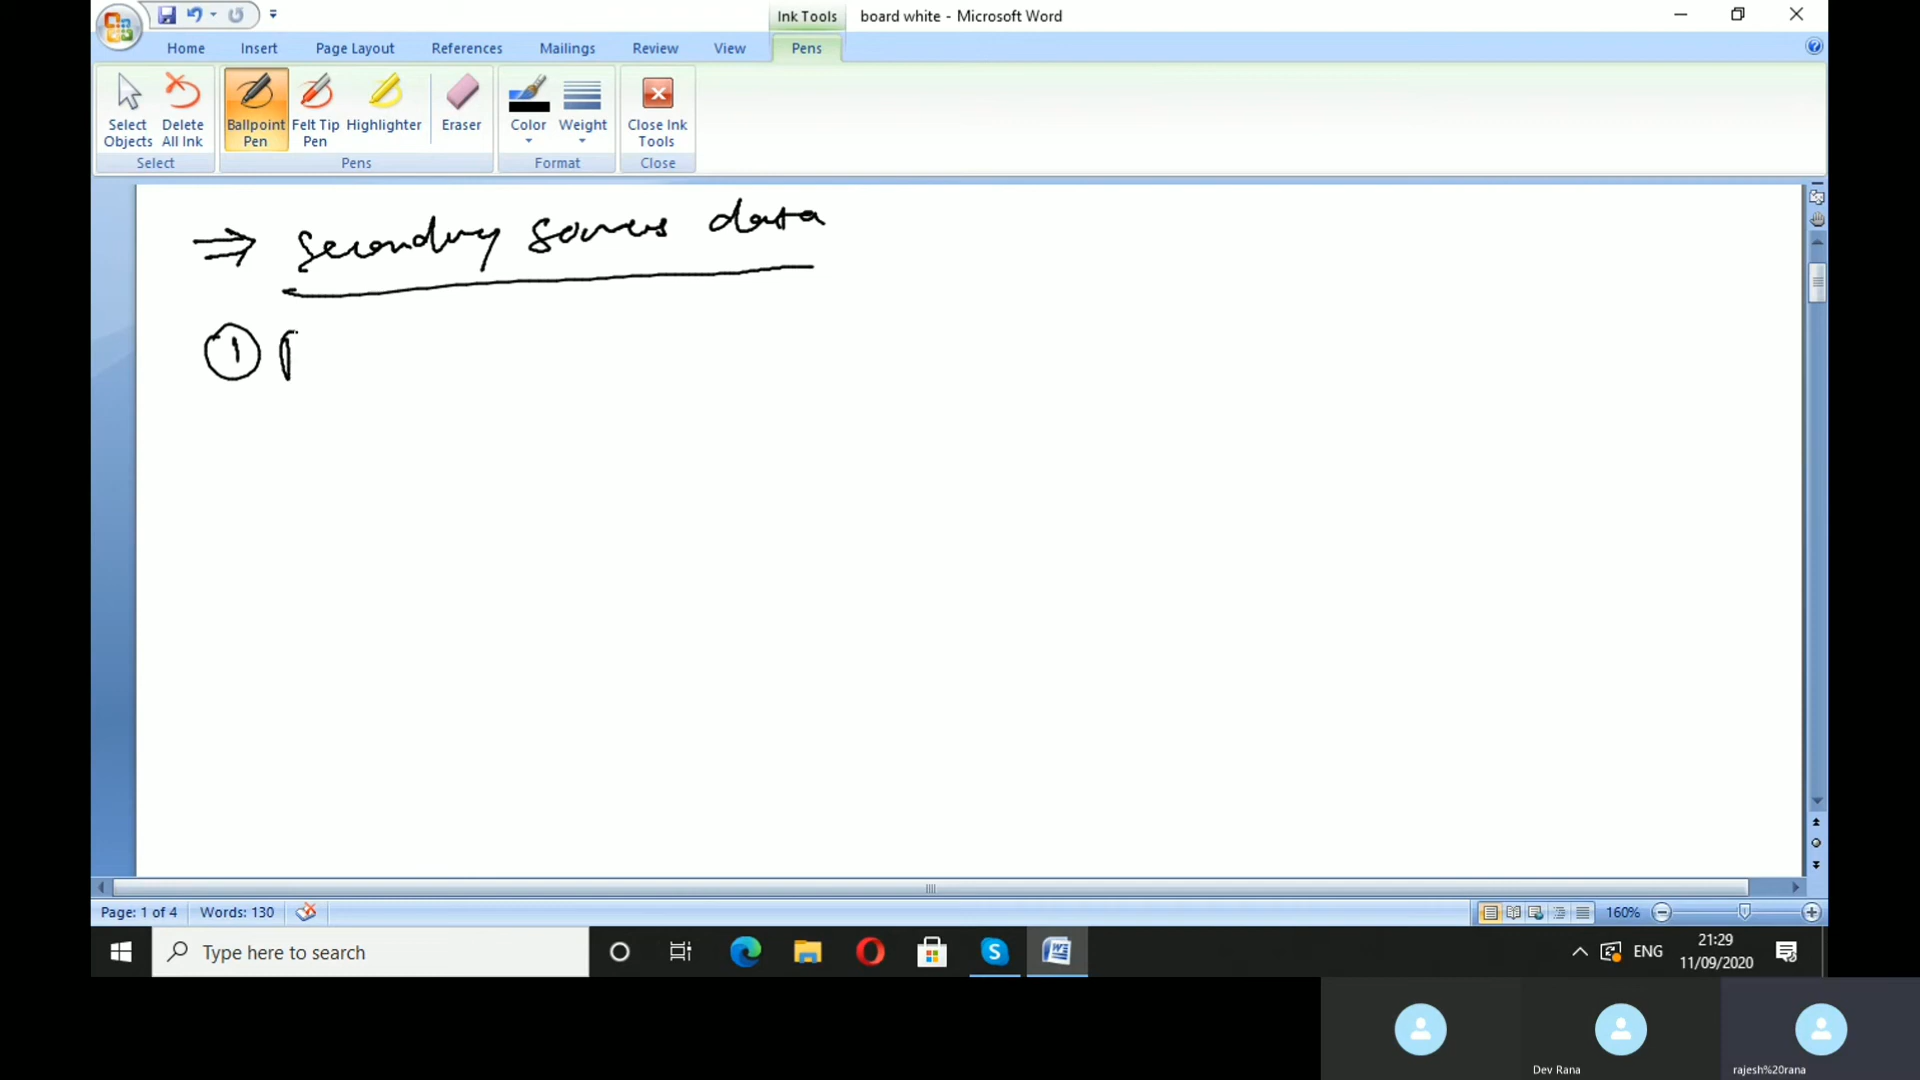 Ink Tools board white - Microsoft Word
Home Insert Page Layout References Mailings Review View Pens
Select Objects
Delete All Ink
Ballpoint Pen
Felt Tip Pen
Highlighter
Eraser
Color
Weight
Close Ink Tools
Select Pens Format Close
⇒ secondary sources data
①
Page: 1 of 4 Words: 130 160%
Type here to search ENG 21:29
11/09/2020
Dev Rana rajesh%20rana